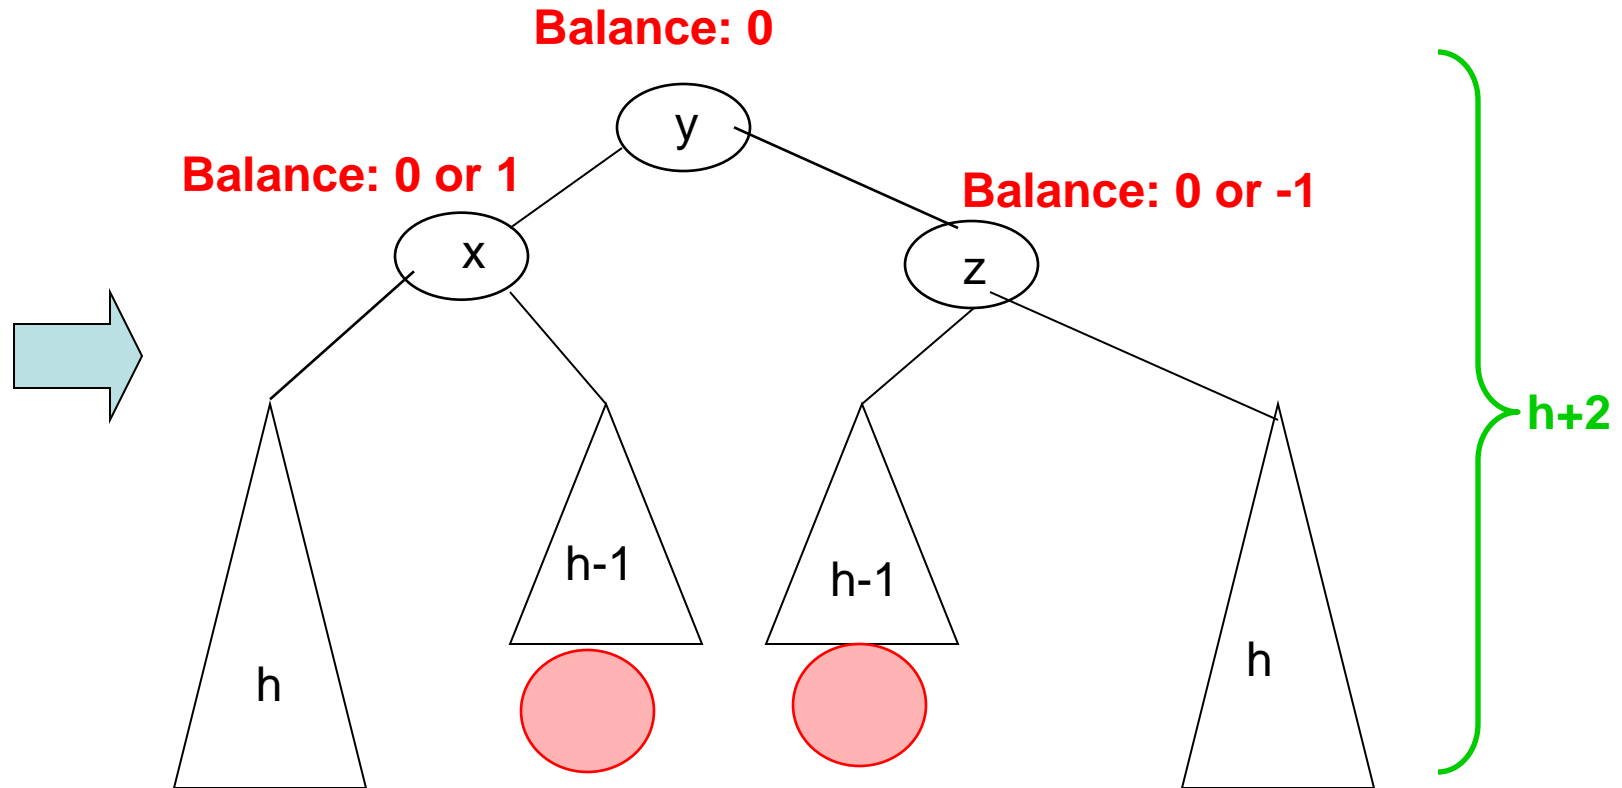 Balance: 0
y
Balance: 0 or 1
Balance: 0 or -1
x
z
h+2
h-1
h-1
h
h